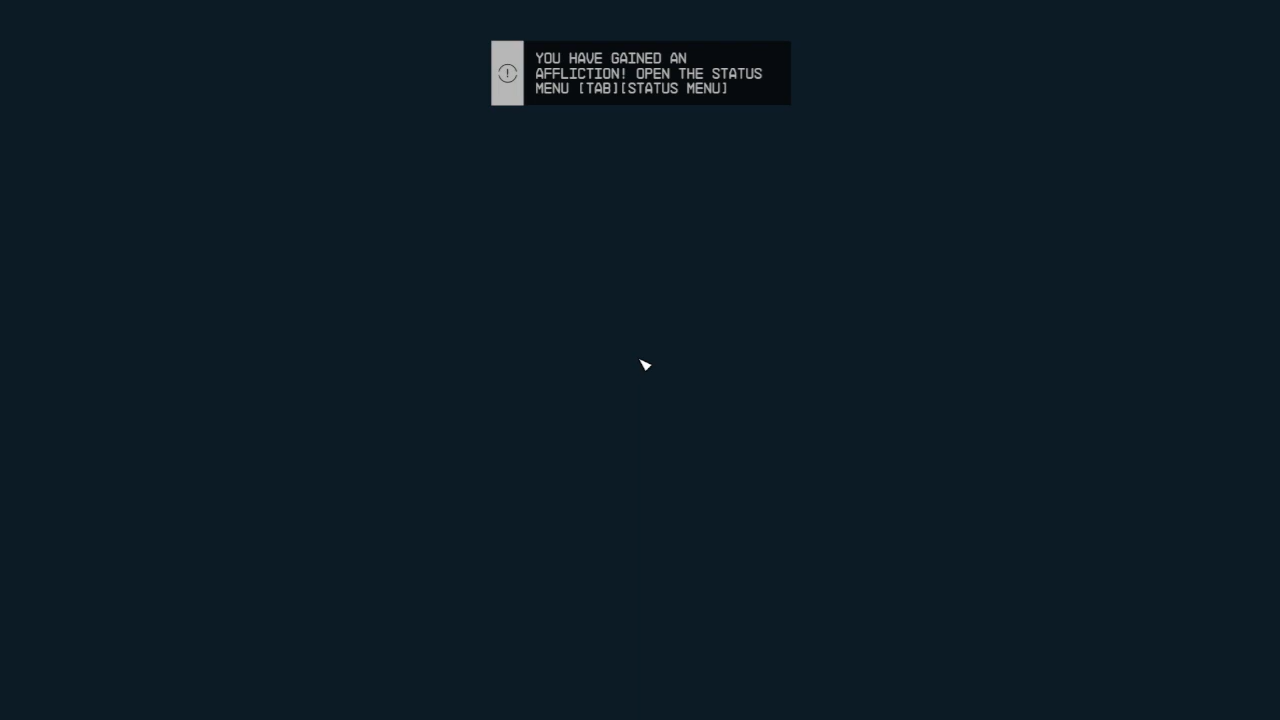 YOU HAVE GAINED AN
AFFLICTION! OPEN THE STATUS
MENU [TAB][STATUS MENU]